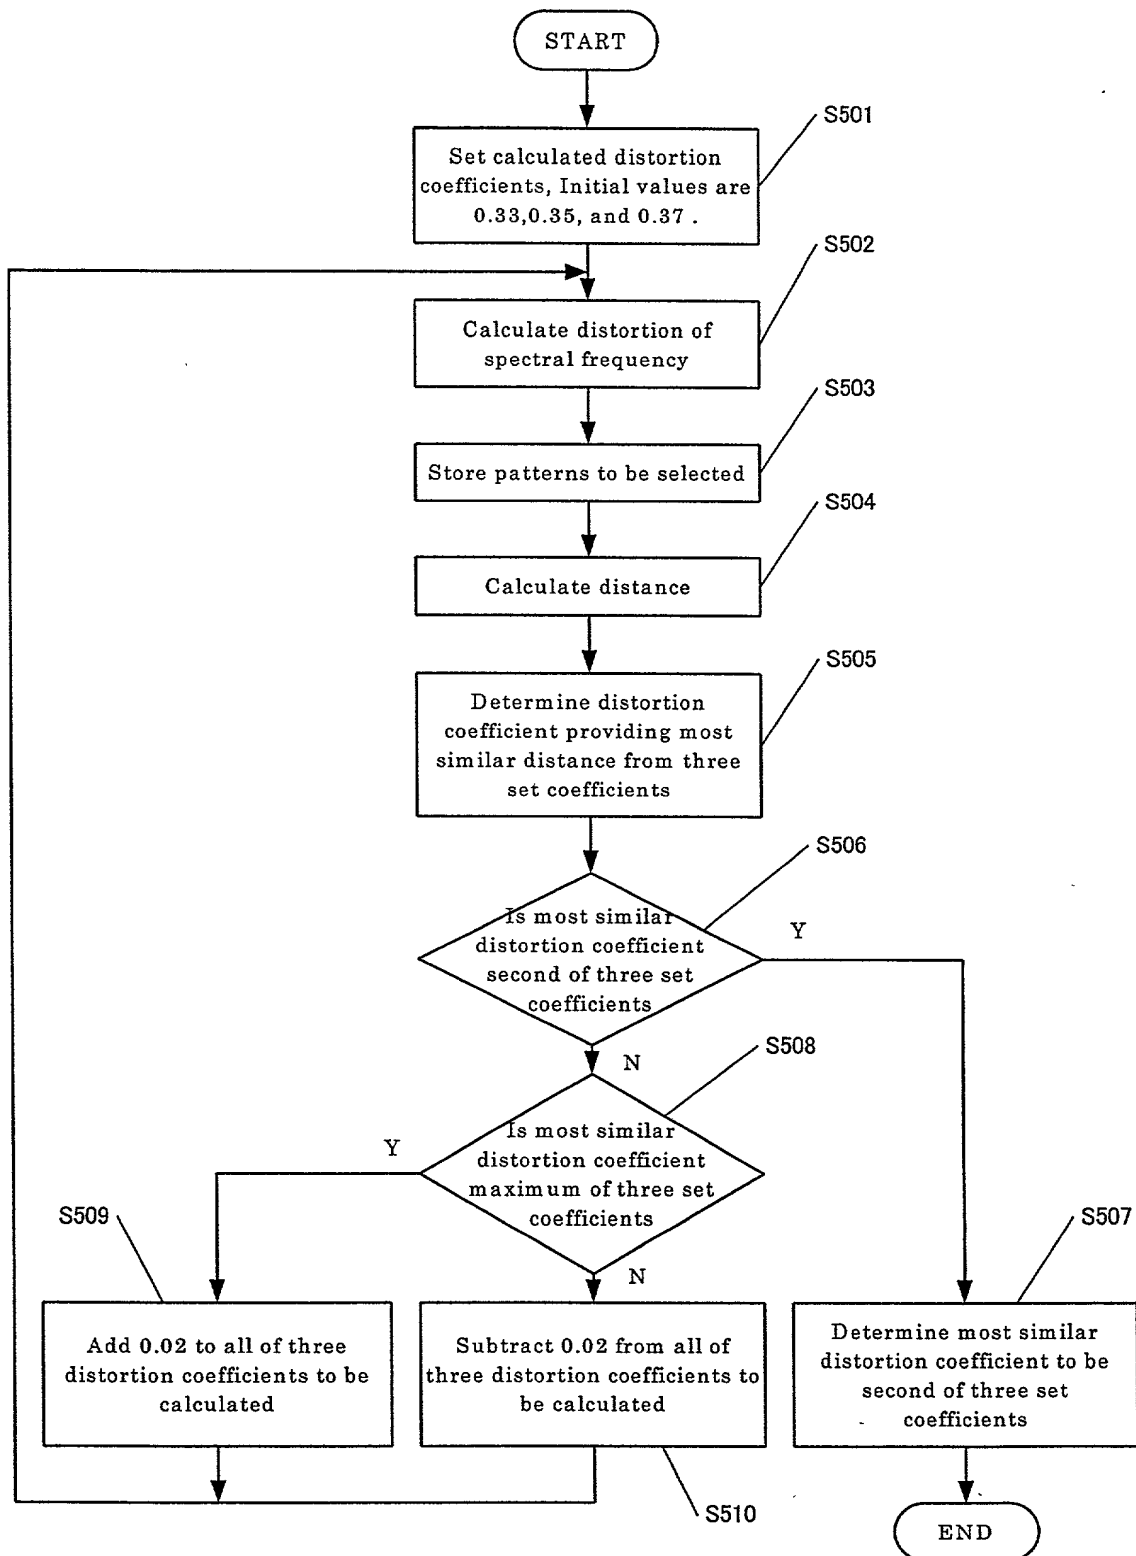 START
S501
Set calculated distortion
coefficients, Initial values are
0.33,0.35, and 0.37 .
S502
Calculate distortion of
spectral frequency
S503
Store patterns to be selected
S504
Calculate distance
S505
Determine distortion
coefficient providing most
similar distance from three
set coefficients
S506
Is most similar
distortion coefficient
second of three set
coefficients
Y
N
S508
Is most similar
distortion coefficient
maximum of three set
coefficients
Y
N
S509
Add 0.02 to all of three
distortion coefficients to be
calculated
Subtract 0.02 from all of
three distortion coefficients to
be calculated
S510
S507
Determine most similar
distortion coefficient to be
second of three set
coefficients
END